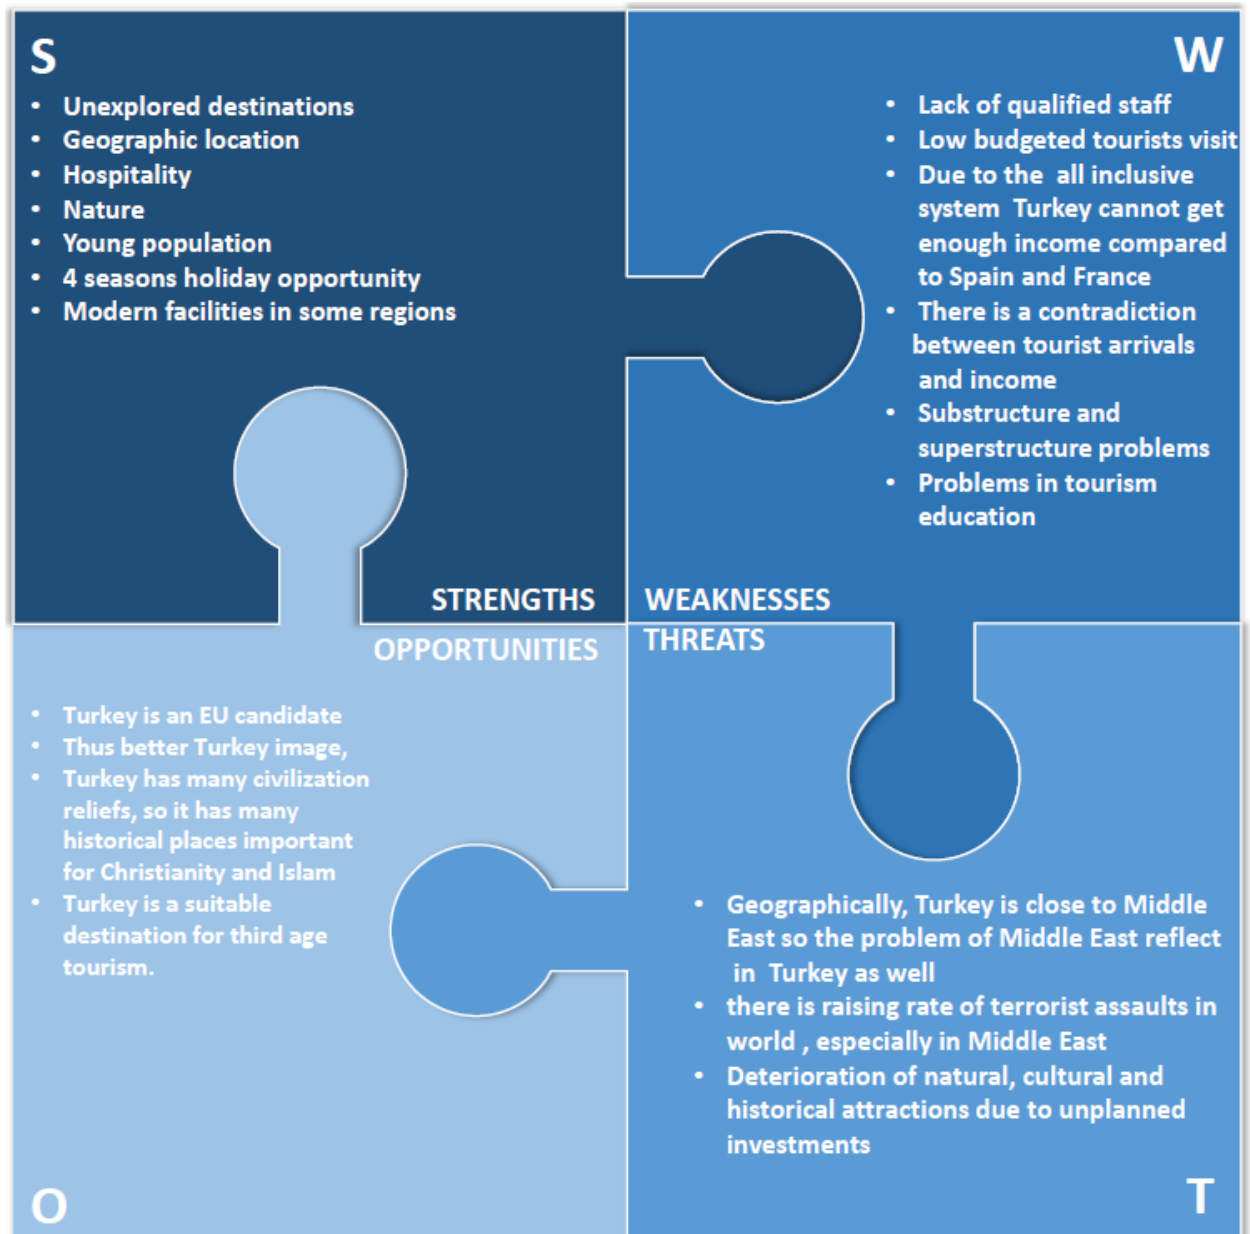 S
• Unexplored destinations
• Geographic location
• Hospitality
• Nature
• Young population
• 4 seasons holiday opportunity
• Modern facilities in some regions
STRENGTHS
W
• Lack of qualified staff
• Low budgeted tourists visit
• Due to the all inclusive
system Turkey cannot get
enough income compared
to Spain and France
• There is a contradiction
between tourist arrivals
and income
• Substructure and
superstructure problems
• Problems in tourism
education
WEAKNESSES
OPPORTUNITIES
• Turkey is an EU candidate
• Thus better Turkey image,
• Turkey has many civilization
reliefs, so it has many
historical places important
for Christianity and Islam
• Turkey is a suitable
destination for third age
tourism.
O
THREATS
• Geographically, Turkey is close to Middle
East so the problem of Middle East reflect
in Turkey as well
• there is raising rate of terrorist assaults in
world , especially in Middle East
• Deterioration of natural, cultural and
historical attractions due to unplanned
investments
T